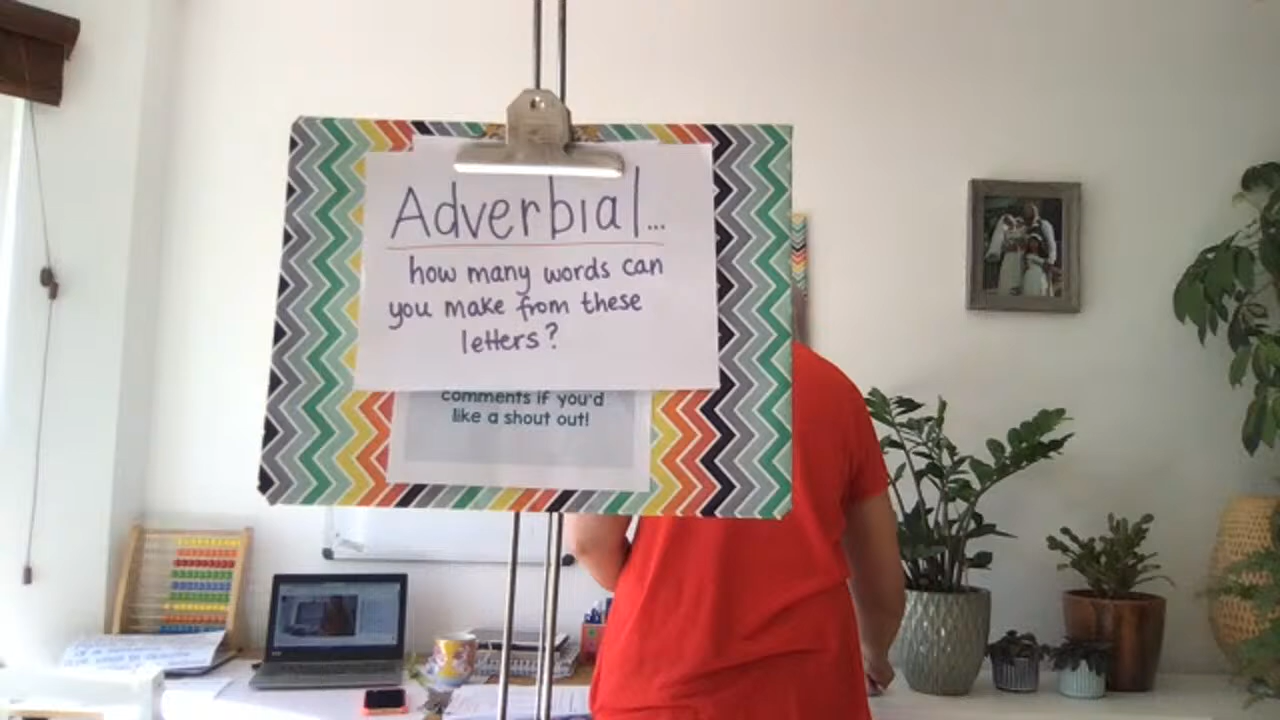 Adverbial...
how many words can
you make from these
letters?
comments if you'd
like a shout out!